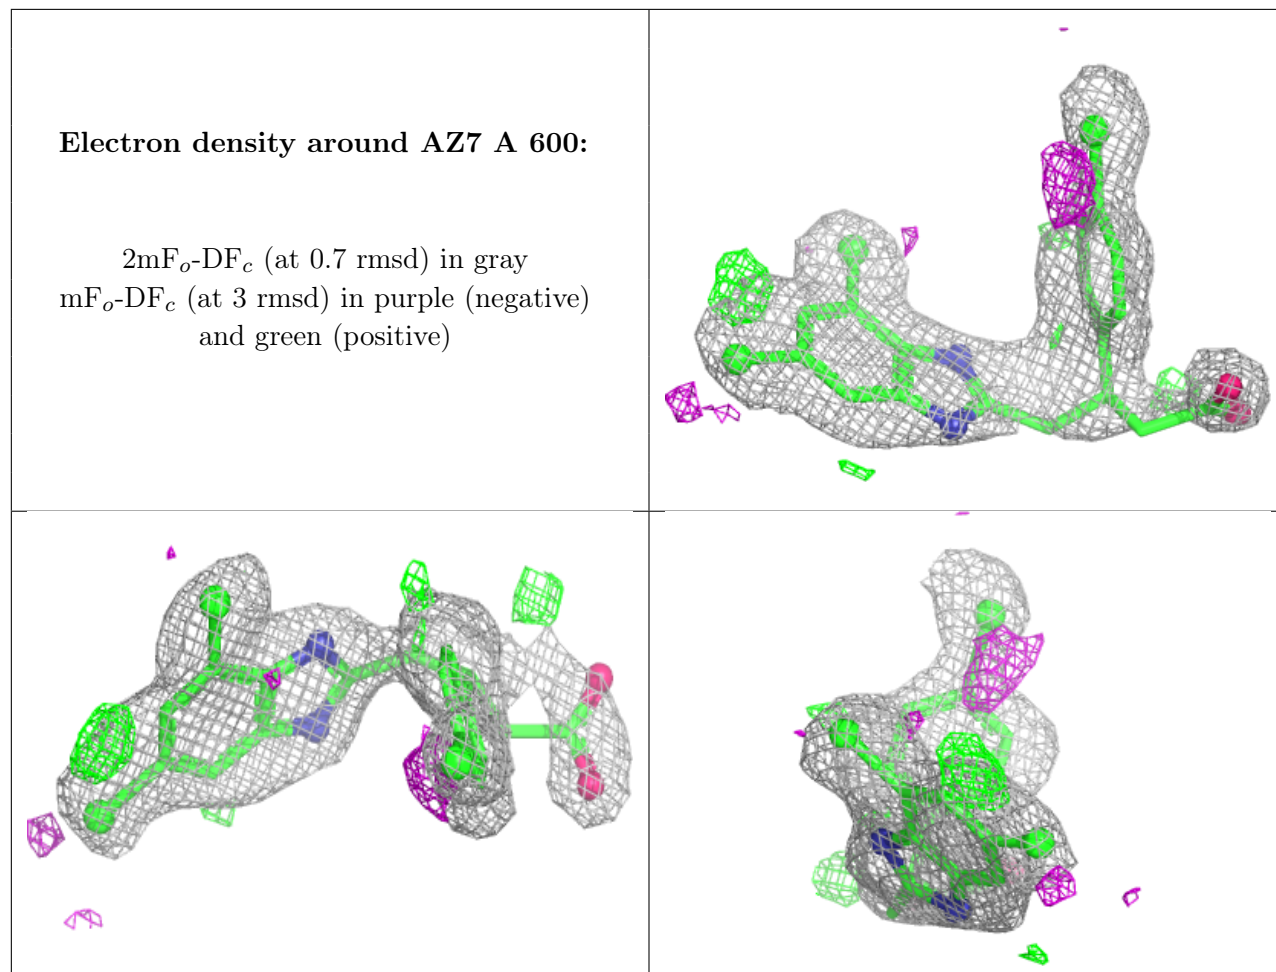 Electron density around AZ7 A 600:
2mFo-DFc (at 0.7 rmsd) in gray
mFo-DFc (at 3 rmsd) in purple (negative)
and green (positive)